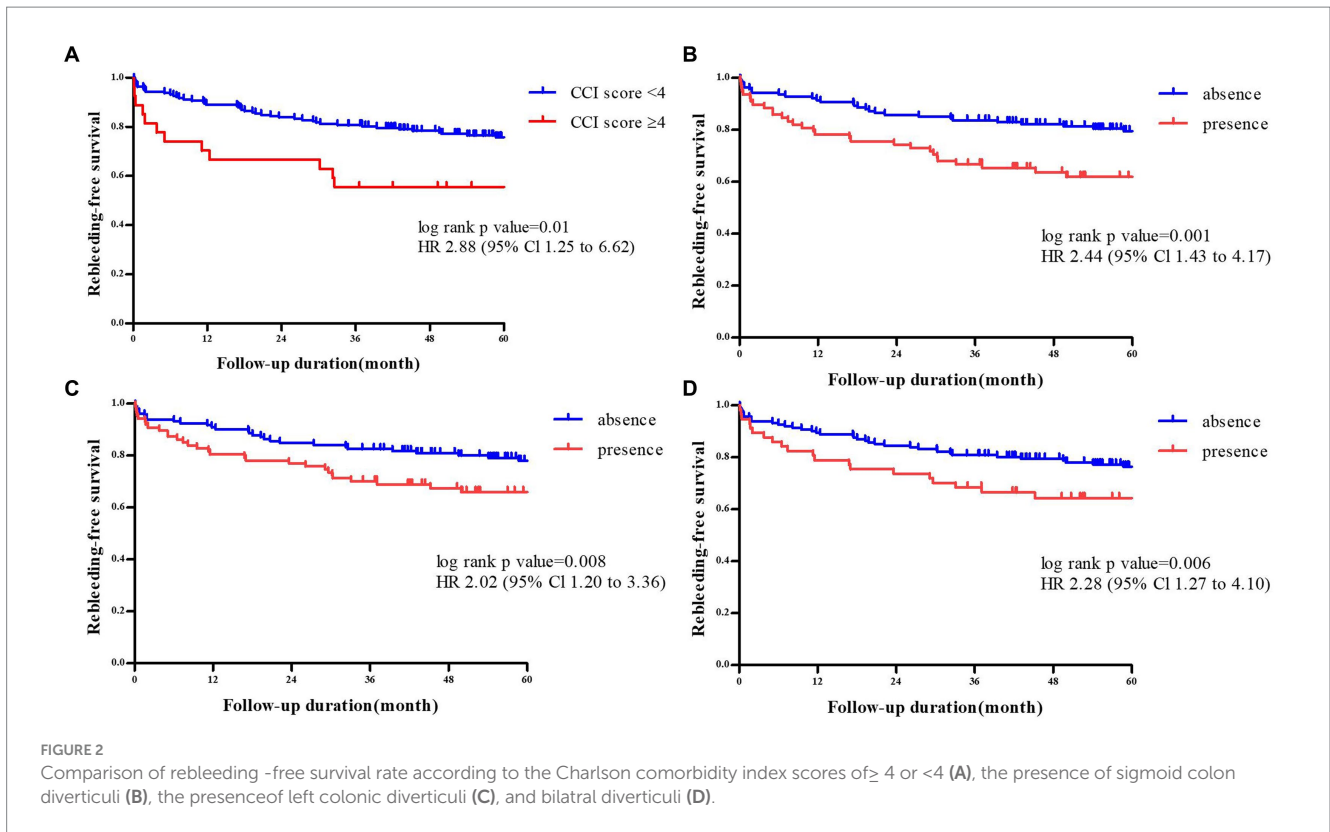 A
1.0
0.8
0.6
0.4
0.2
0.0
Rebleeding-free survival
0 12 24 36 48 60
Follow-up duration(month)
CCI score <4
CCI score ≥4
log rank p value=0.01
HR 2.88 (95% Cl 1.25 to 6.62)
B
1.0
0.8
0.6
0.4
0.2
0.0
Rebleeding-free survival
0 12 24 36 48 60
Follow-up duration(month)
absence
presence
log rank p value=0.001
HR 2.44 (95% Cl 1.43 to 4.17)
C
1.0
0.8
0.6
0.4
0.2
0.0
Rebleeding-free survival
0 12 24 36 48 60
Follow-up duration(month)
absence
presence
log rank p value=0.008
HR 2.02 (95% Cl 1.20 to 3.36)
D
1.0
0.8
0.6
0.4
0.2
0.0
Rebleeding-free survival
0 12 24 36 48 60
Follow-up duration(month)
absence
presence
log rank p value=0.006
HR 2.28 (95% Cl 1.27 to 4.10)
FIGURE 2
Comparison of rebleeding -free survival rate according to the Charlson comorbidity index scores of≥ 4 or <4 (A), the presence of sigmoid colon
diverticuli (B), the presenceof left colonic diverticuli (C), and bilatral diverticuli (D).